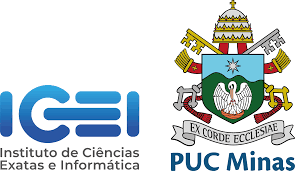 ICEI
Instituto de Ciências
Exatas e Informática
EX CORDE ECCLESIAE
PUC Minas